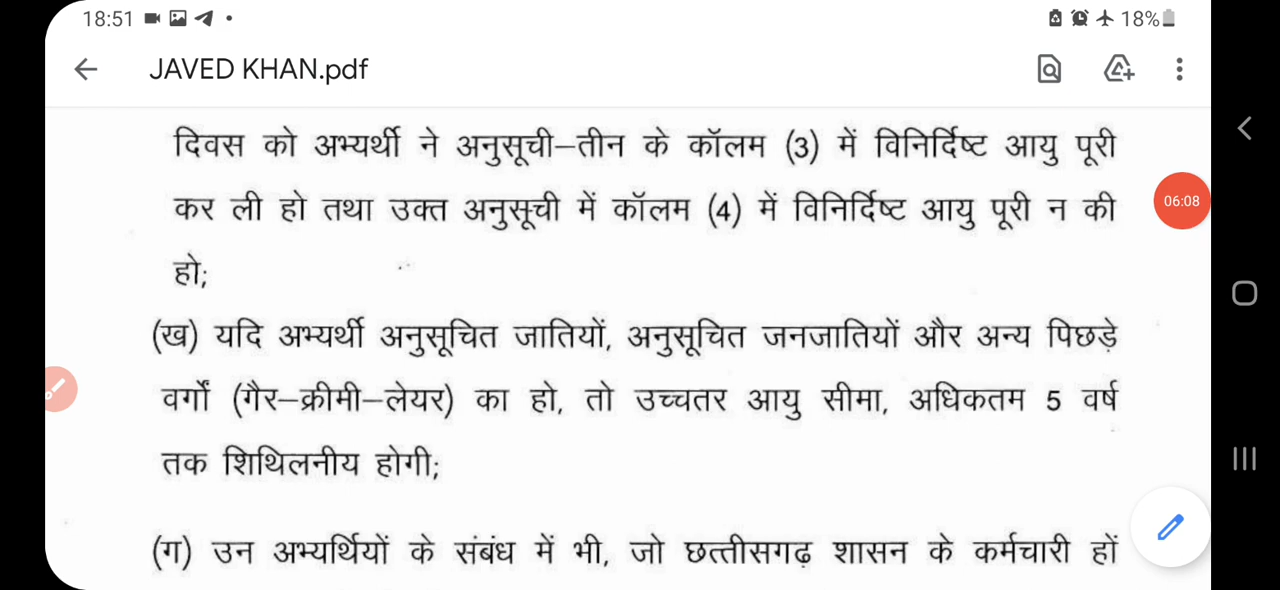 18:51
18%
JAVED KHAN.pdf
दिवस को अभ्यर्थी ने अनुसूची–तीन के कॉलम (3) में विनिर्दिष्ट आयु पूरी
कर ली हो तथा उक्त अनुसूची में कॉलम (4) में विनिर्दिष्ट आयु पूरी न की
06:08
हो;
(ख) यदि अभ्यर्थी अनुसूचित जातियों, अनुसूचित जनजातियों और अन्य पिछड़े
वर्गों (गैर–क्रीमी–लेयर) का हो, तो उच्चतर आयु सीमा, अधिकतम 5 वर्ष
तक शिथिलनीय होगी;
(ग) उन अभ्यर्थियों के संबंध में भी, जो छत्तीसगढ़ शासन के कर्मचारी हों